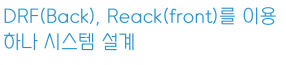 DRF(Back), Reack(front)를 이용
하나 시스템 설계